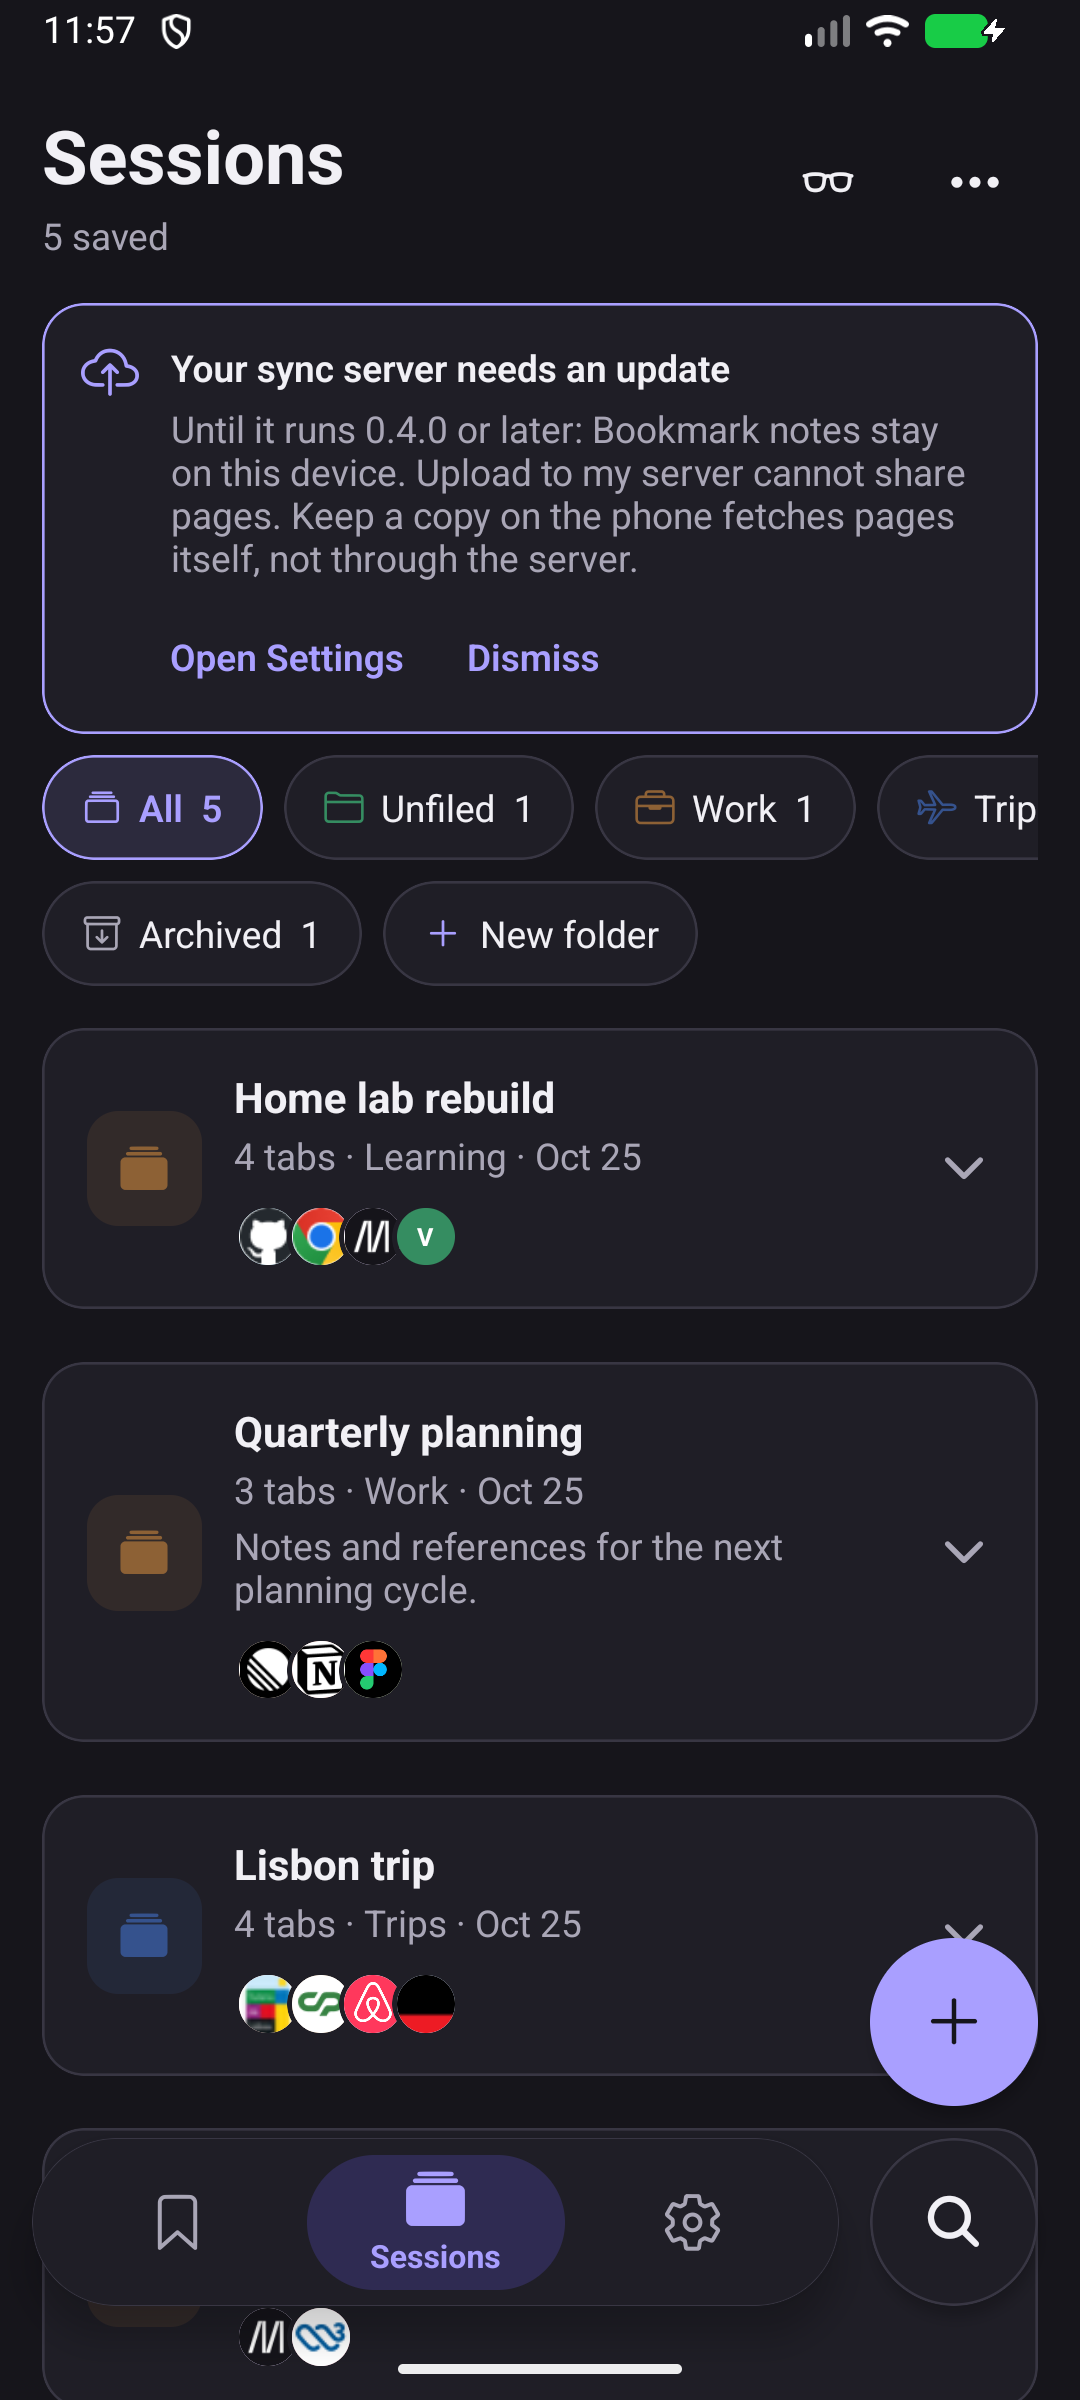 11:57
Sessions
5 saved
Your sync server needs an update
Until it runs 0.4.0 or later: Bookmark notes stay
on this device. Upload to my server cannot share
pages. Keep a copy on the phone fetches pages
itself, not through the server.
Open Settings Dismiss
All 5 Unfiled 1 Work 1 Trip
Archived 1 New folder
Home lab rebuild
4 tabs · Learning · Oct 25
V
Quarterly planning
3 tabs · Work · Oct 25
Notes and references for the next
planning cycle.
N
Lisbon trip
4 tabs · Trips · Oct 25
Sessions